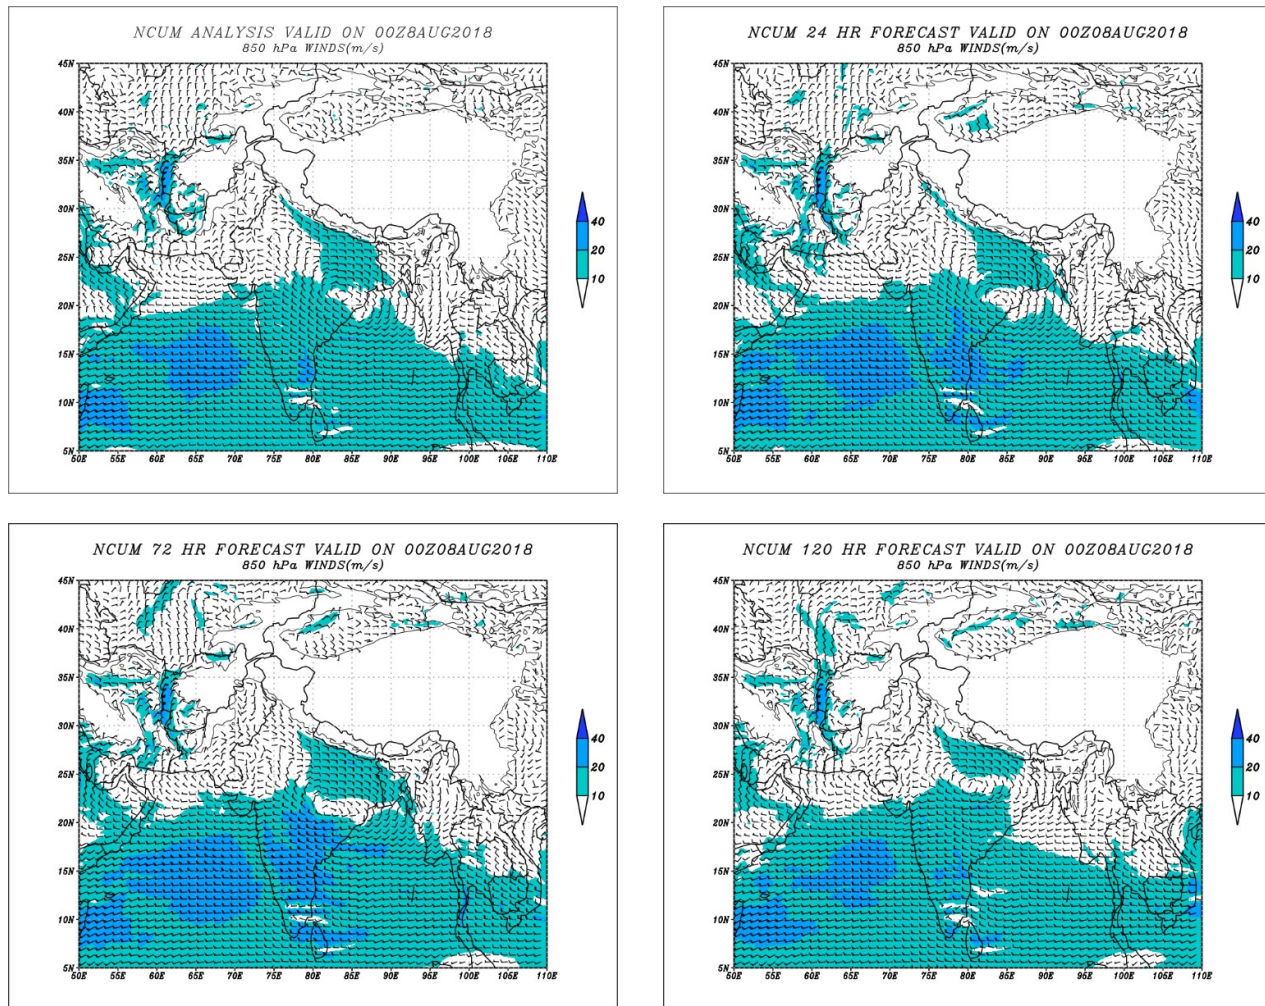 NCUM ANALYSIS VALID ON 00Z8AUG2018
850 hPa WINDS(m/s)
45N
40N
35N
30N
25N
20N
15N
10N
5N
50E 55E 60E 65E 70E 75E 80E 85E 90E 95E 100E 105E 110E
40
20
10
NCUM 24 HR FORECAST VALID ON 00Z08AUG2018
850 hPa WINDS(m/s)
45N
40N
35N
30N
25N
20N
15N
10N
5N
50E 55E 60E 65E 70E 75E 80E 85E 90E 95E 100E 105E 110E
40
20
10
NCUM 72 HR FORECAST VALID ON 00Z08AUG2018
850 hPa WINDS(m/s)
45N
40N
35N
30N
25N
20N
15N
10N
5N
50E 55E 60E 65E 70E 75E 80E 85E 90E 95E 100E 105E 110E
40
20
10
NCUM 120 HR FORECAST VALID ON 00Z08AUG2018
850 hPa WINDS(m/s)
45N
40N
35N
30N
25N
20N
15N
10N
5N
50E 55E 60E 65E 70E 75E 80E 85E 90E 95E 100E 105E 110E
40
20
10